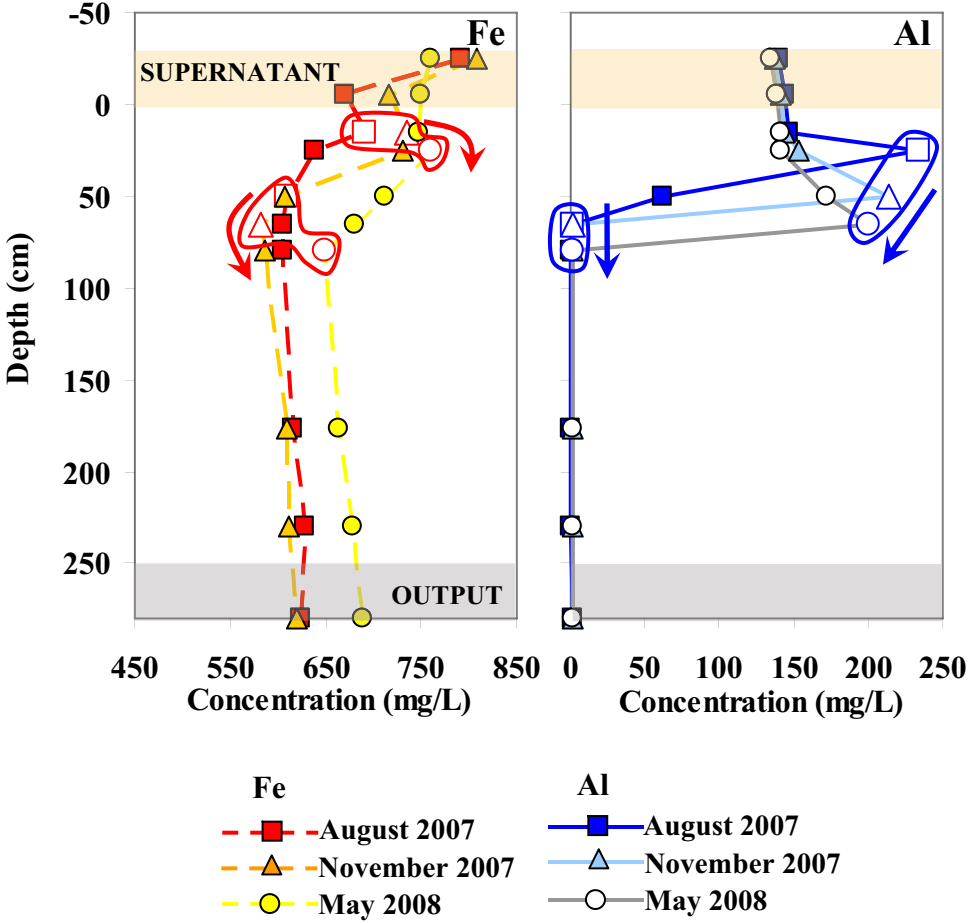 -50
Fe
Al
SUPERNATANT
0
50
100
150
200
250
OUTPUT
Depth (cm)
450 550 650 750 850
0 50 100 150 200 250
Concentration (mg/L)
Concentration (mg/L)
Fe
August 2007
November 2007
May 2008
Al
August 2007
November 2007
May 2008